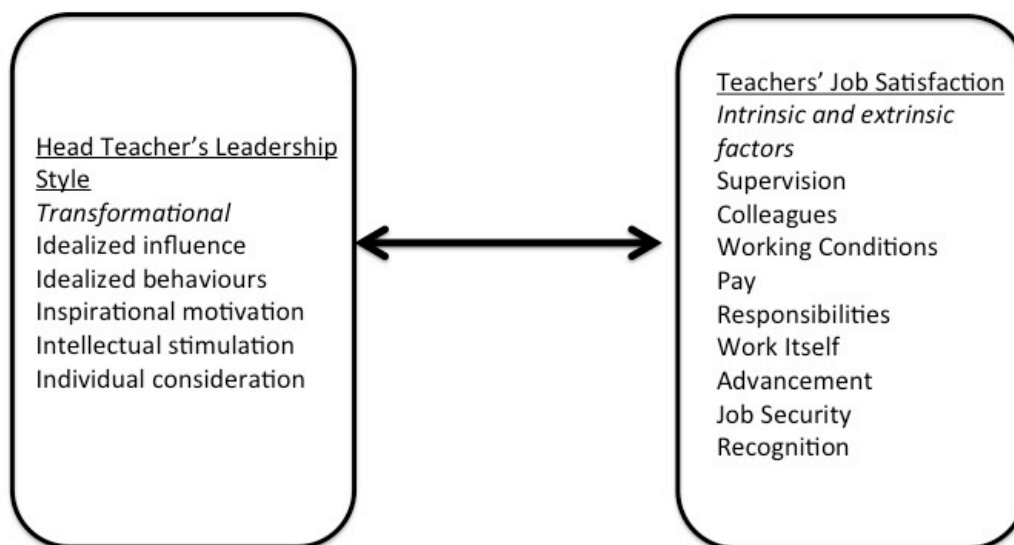 Head Teacher’s Leadership
Style
Transformational
Idealized influence
Idealized behaviours
Inspirational motivation
Intellectual stimulation
Individual consideration
Teachers’ Job Satisfaction
Intrinsic and extrinsic
factors
Supervision
Colleagues
Working Conditions
Pay
Responsibilities
Work Itself
Advancement
Job Security
Recognition